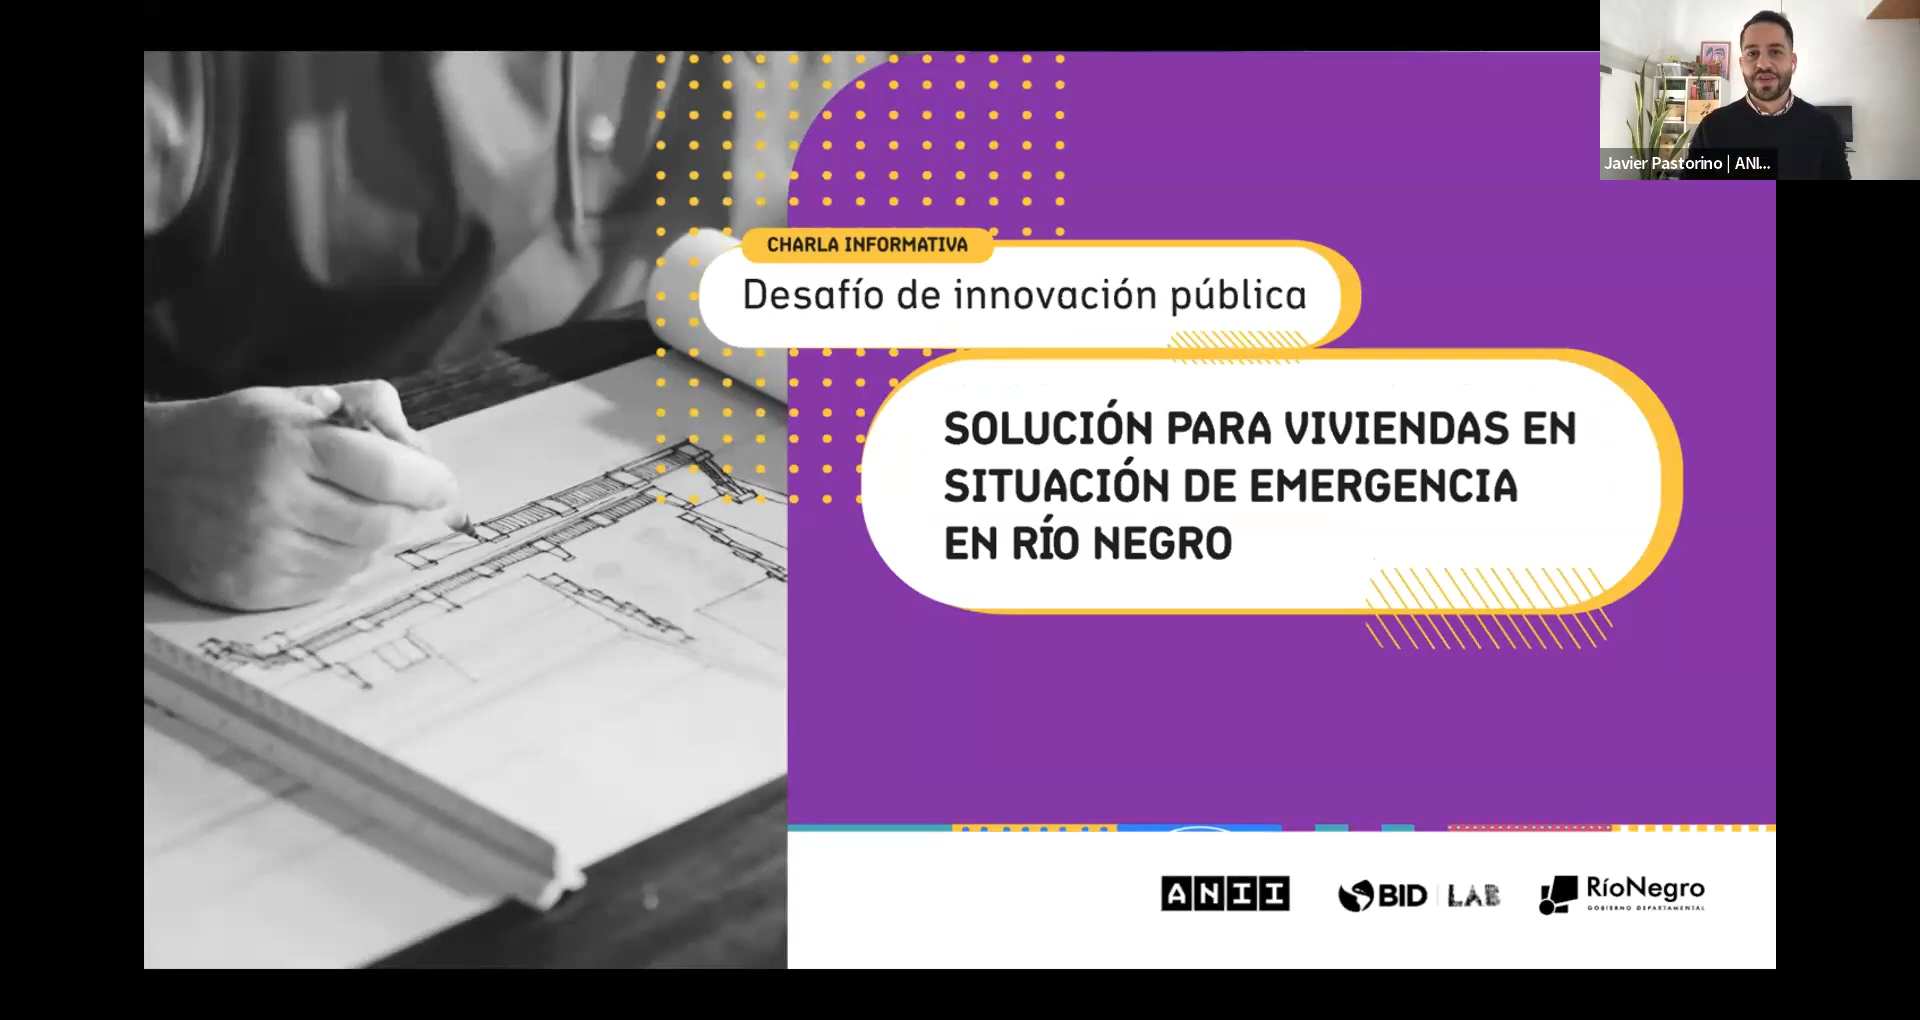 Javier Pastorino | ANI...
CHARLA INFORMATIVA
Desafío de innovación pública
SOLUCIÓN PARA VIVIENDAS EN
SITUACIÓN DE EMERGENCIA
EN RÍO NEGRO
ANII
BID | LAB
RíoNegro
GOBIERNO DEPARTAMENTAL